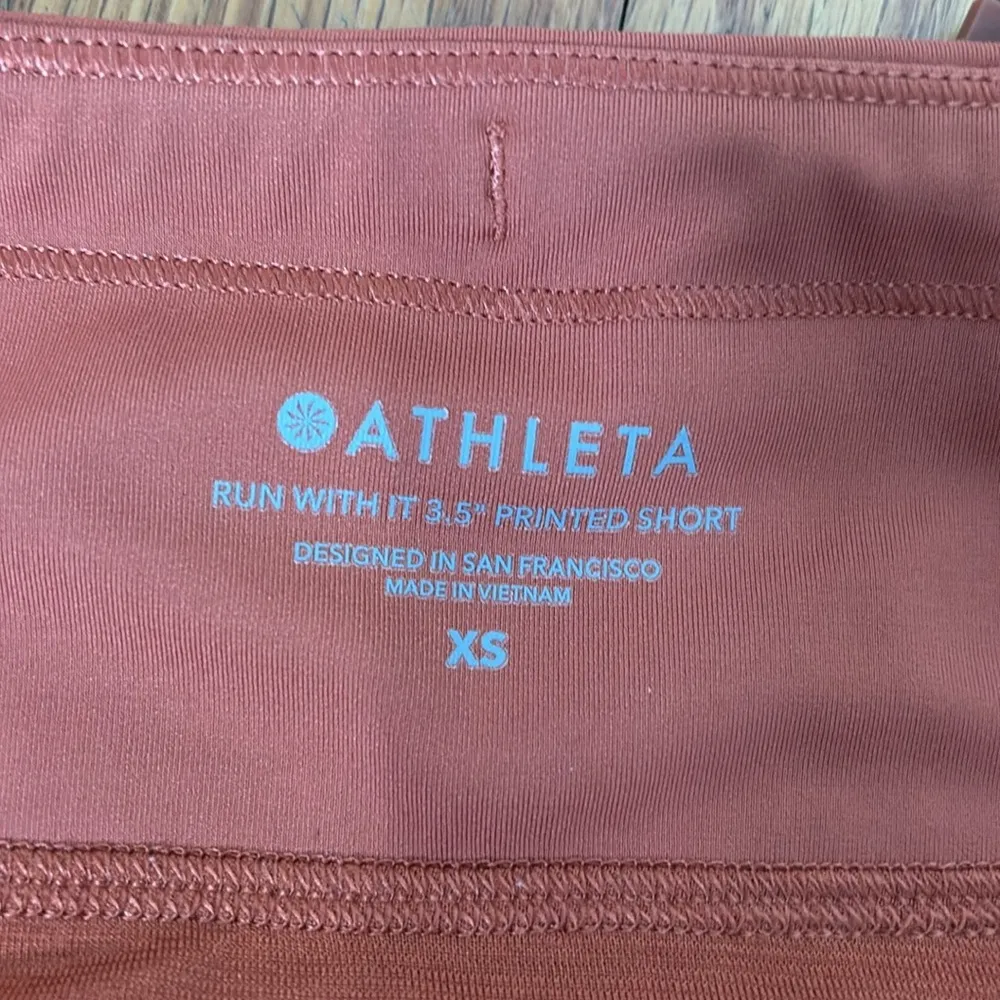 ATHLETA
RUN WITH IT 3.5" PRINTED SHORT
DESIGNED IN SAN FRANCISCO
MADE IN VIETNAM
XS